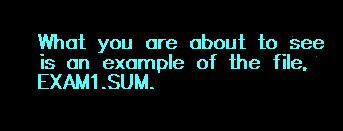 What you are about to see
is an example of the file,
EXAM1.SUM.